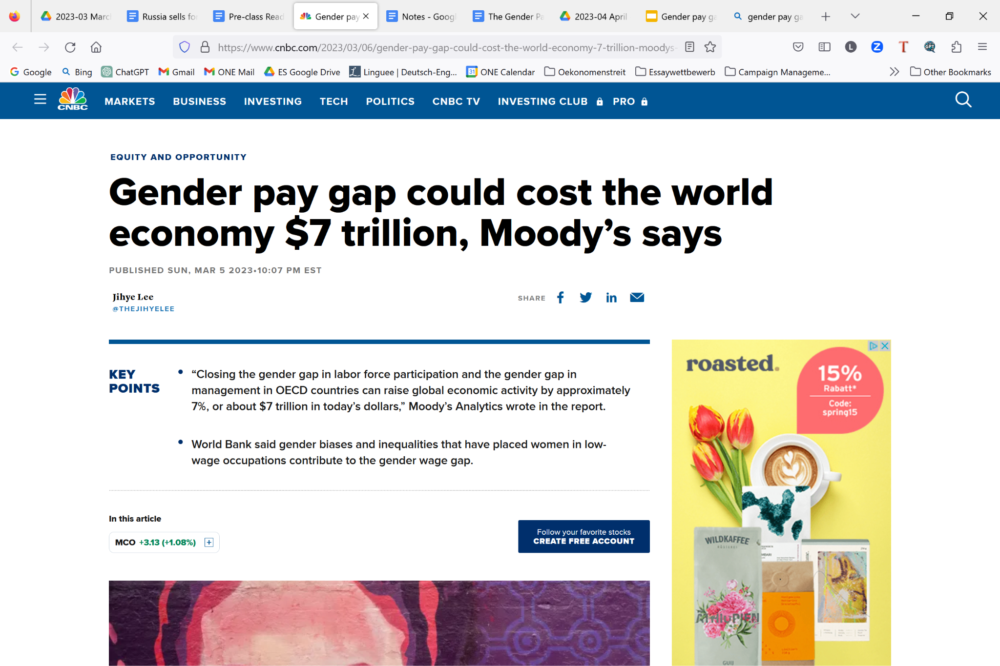 2023-03 Marc
Russia sells fo
Pre-class Read
Gender pay
Notes - Googl
The Gender Pa
2023-04 April
Gender pay ga
gender pay ga
https://www.cnbc.com/2023/03/06/gender-pay-gap-could-cost-the-world-economy-7-trillion-moodys-
L
Z
T
GPT
Google
Bing
ChatGPT
Gmail
ONE Mail
ES Google Drive
Linguee | Deutsch-Eng...
31
ONE Calendar
Oekonomenstreit
Essaywettbewerb
Campaign Manageme...
Other Bookmarks
CNBC
MARKETS
BUSINESS
INVESTING
TECH
POLITICS
CNBC TV
INVESTING CLUB
PRO
EQUITY AND OPPORTUNITY
Gender pay gap could cost the world
economy $7 trillion, Moody’s says
PUBLISHED SUN, MAR 5 2023•10:07 PM EST
Jihye Lee
@THEJIHYELEE
SHARE
KEY
POINTS
“Closing the gender gap in labor force participation and the gender gap in
management in OECD countries can raise global economic activity by approximately
7%, or about $7 trillion in today’s dollars,” Moody’s Analytics wrote in the report.
World Bank said gender biases and inequalities that have placed women in low-
wage occupations contribute to the gender wage gap.
In this article
MCO +3.13 (+1.08%)
Follow your favorite stocks
CREATE FREE ACCOUNT
roasted.
15%
Rabatt*
Code:
spring15
WILDKAFFEE
RÖSTEREI
ÄTHIOPIEN
GUJI